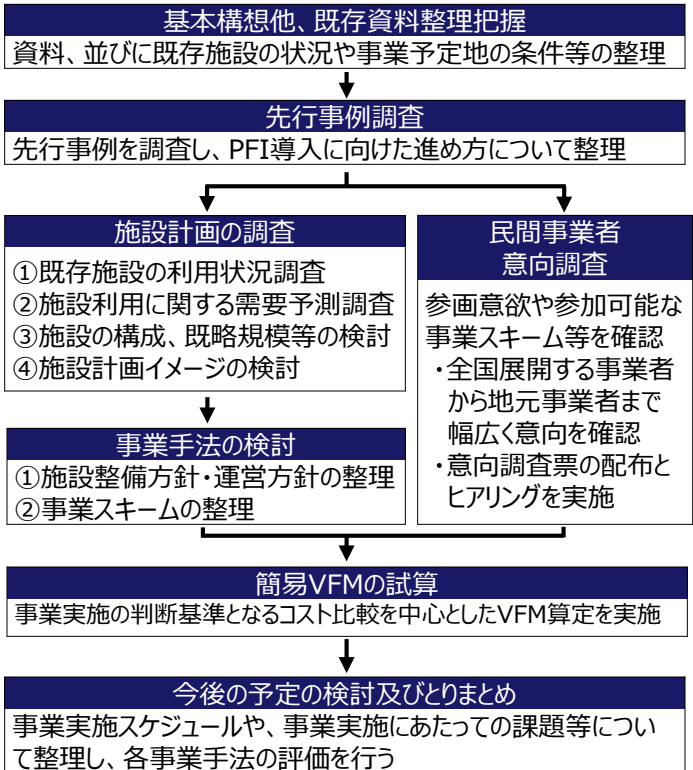 基本構想他、既存資料整理把握
資料、並びに既存施設の状況や事業予定地の条件等の整理
先行事例調査
先行事例を調査し、PFI導入に向けた進め方について整理
施設計画の調査
①既存施設の利用状況調査
②施設利用に関する需要予測調査
③施設の構成、既略規模等の検討
④施設計画イメージの検討
事業手法の検討
①施設整備方針・運営方針の整理
②事業スキームの整理
民間事業者
意向調査
参画意欲や参加可能な
事業スキーム等を確認
・全国展開する事業者
から地元事業者まで
幅広く意向を確認
・意向調査票の配布と
ヒアリングを実施
簡易VFMの試算
事業実施の判断基準となるコスト比較を中心としたVFM算定を実施
今後の予定の検討及びとりまとめ
事業実施スケジュールや、事業実施にあたっての課題等につい
て整理し、各事業手法の評価を行う